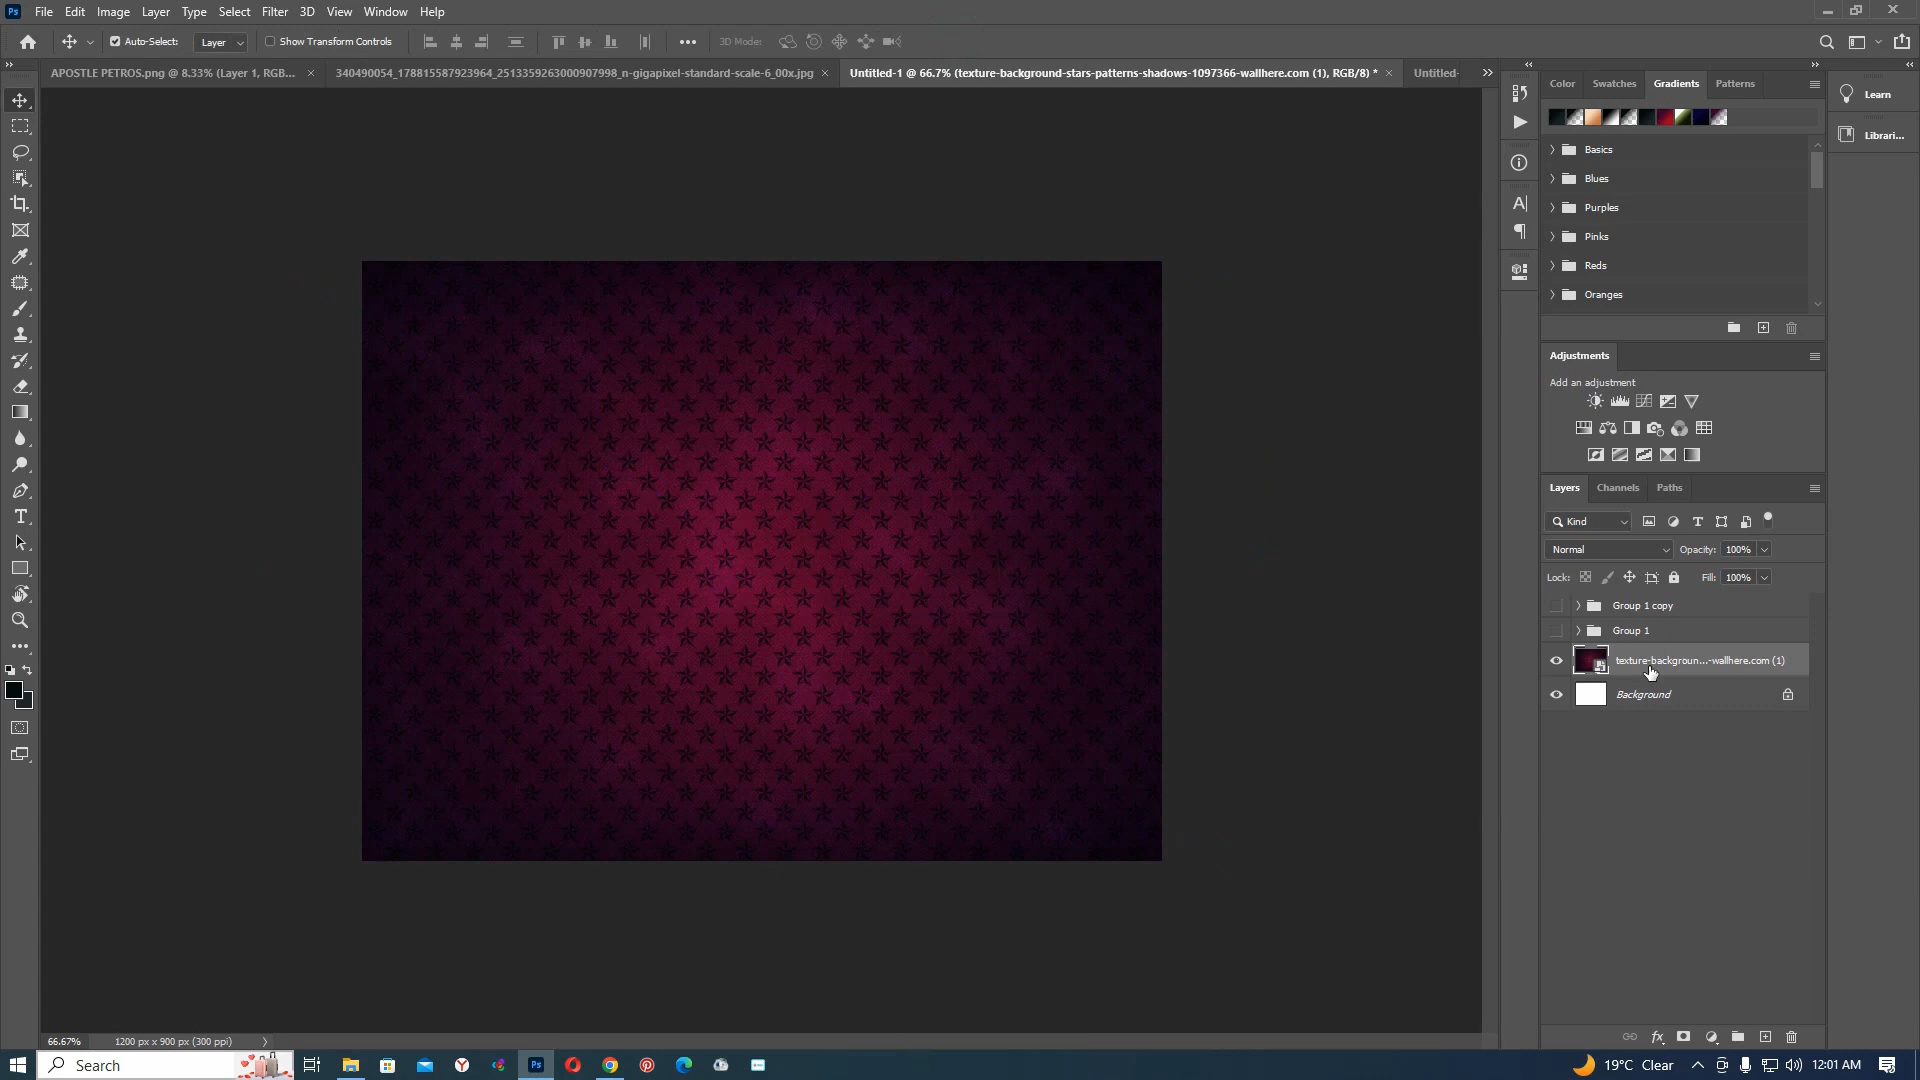 Ps File Edit Image Layer Type Select Filter 3D View Window Help
Auto-Select: Layer Show Transform Controls 3D Mode:
APOSTLE PETROS.png @ 8.33% (Layer 1, RGB... 340490054_178815587923964_2513359263000907998_n-gigapixel-standard-scale-6_00x.jpg Untitled-1 @ 66.7% (texture-background-stars-patterns-shadows-1097366-wallhere.com (1), RGB/8) * Untitled-
Color Swatches Gradients Patterns
Learn
Librari...
Basics
Blues
Purples
Pinks
Reds
Oranges
Adjustments
Add an adjustment
Layers Channels Paths
Kind
Normal Opacity: 100%
Lock: Fill: 100%
Group 1 copy
Group 1
texture-backgroun...-wallhere.com (1)
Background
fx
66.67% 1200 px x 900 px (300 ppi)
Search Ps 19°C Clear 12:01 AM